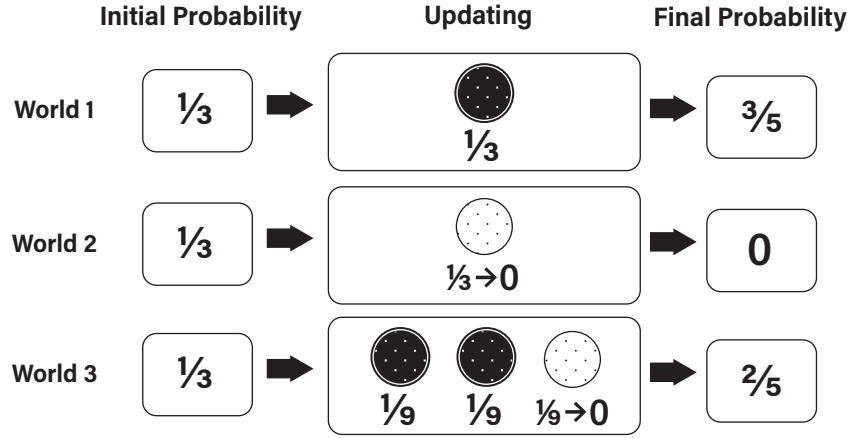 Initial Probability Updating Final Probability
World 1 ⅓ ⅓ ⅗
World 2 ⅓ ⅓→0 0
World 3 ⅓ ⅑ ⅑ ⅑→0 ⅖